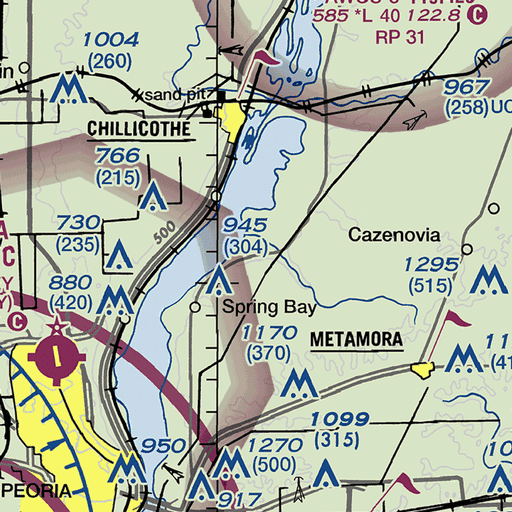 585 *L 40 122.8 C
RP 31
1004
(260)
967
(258)
sand pit
CHILLICOTHE
766
(215)
500
730
(235)
945
(304)
Cazenovia
1295
(515)
880
(420)
C
Spring Bay
1170
(370)
METAMORA
1099
(315)
950
1270
(500)
917
PEORIA